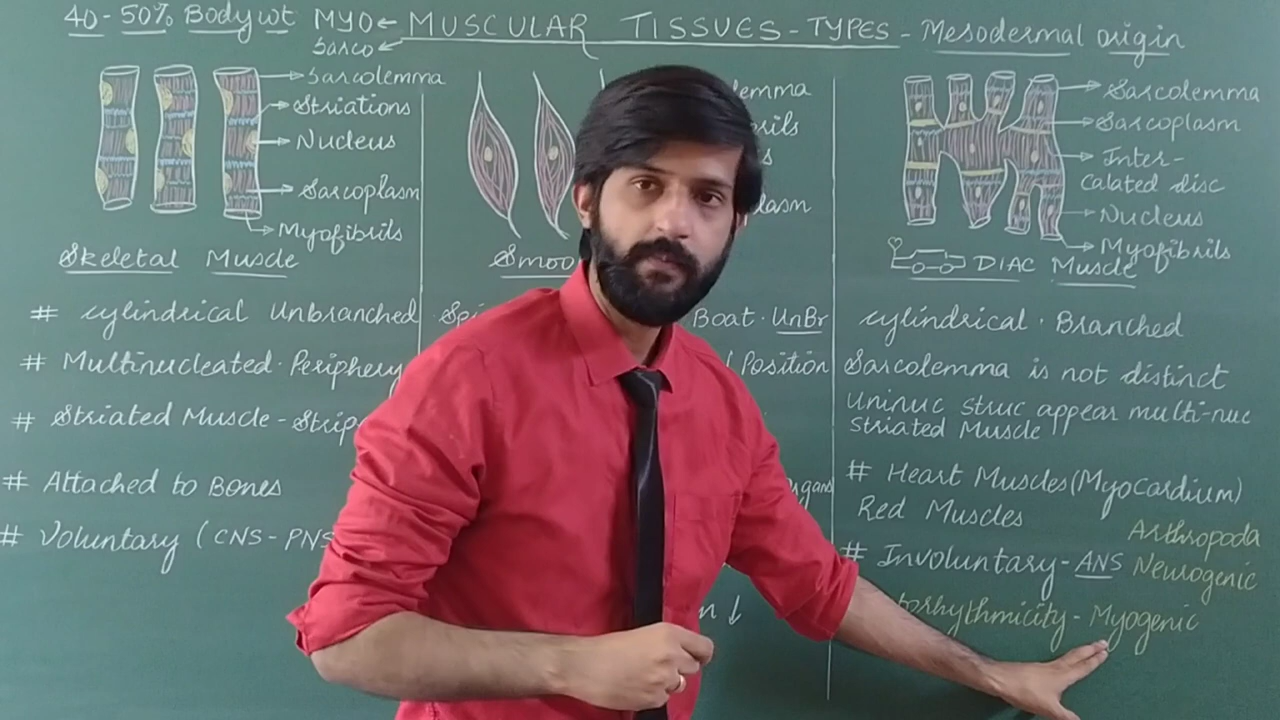 40-50% Body wt MYO← MUSCULAR TISSUES-TYPES - Mesodermal origin
Sarco
Sarcolemma
Striations
Nucleus
Sarcoplasm
Myofibrils
Skeletal Muscle
# Cylindrical Unbranched
# Multinucleated. Periphery
# Striated Muscle -
# Attached to Bones
# Voluntary (CNS - PNS
lemma
Boat. UnBr
Position
Sarcolemma
Sarcoplasm
Inter-
Calated disc
Nucleus
Myofibrils
DIAC Muscle
Cylindrical. Branched
Sarcolemma is not distinct
Uninuc struc appear multi-nuc
Striated Muscle
# Heart Muscles (MyoCardium)
Red Muscles
Arthropoda
# Involuntary - ANS Neurogenic
Myogenic